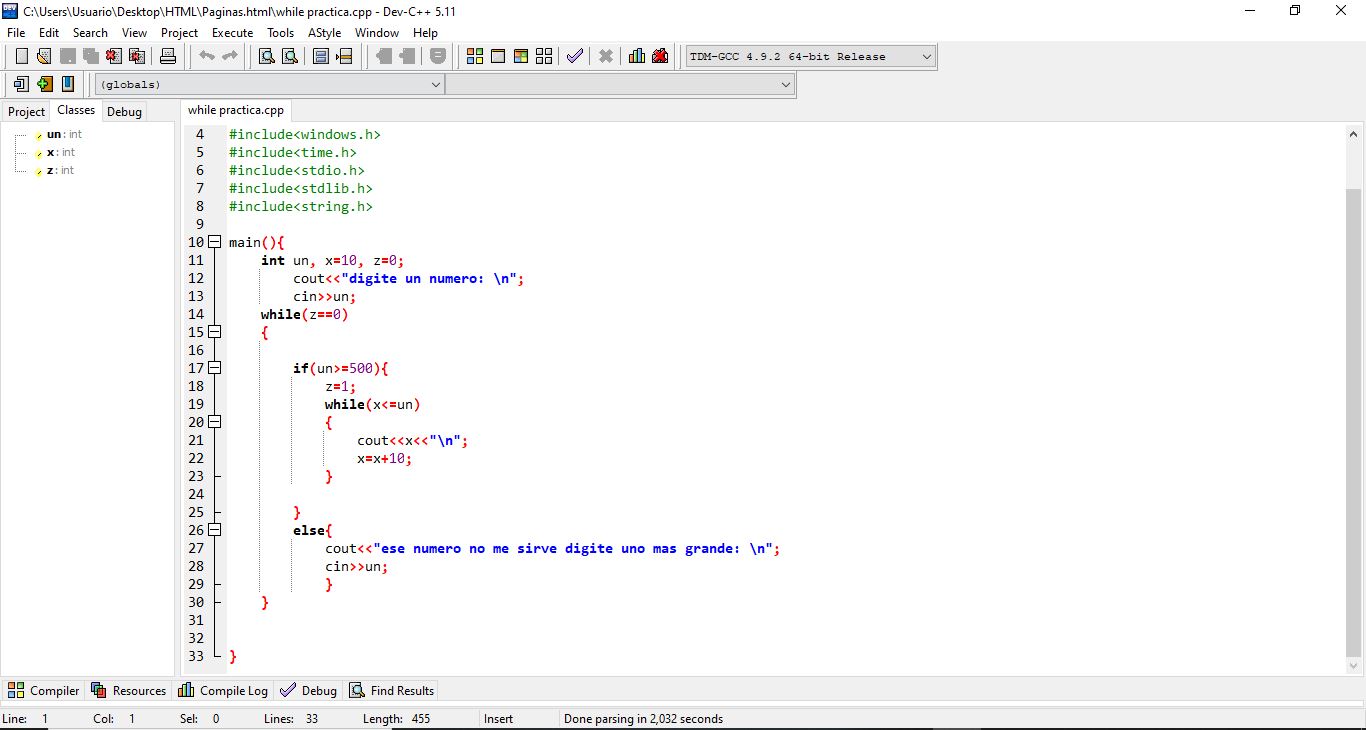 C:\Users\Usuario\Desktop\HTML\Paginas.html\while practica.cpp - Dev-C++ 5.11
File Edit Search View Project Execute Tools AStyle Window Help
TDM-GCC 4.9.2 64-bit Release
(globals)
Project Classes Debug
while practica.cpp
un : int
x : int
z : int
4 #include<windows.h>
5 #include<time.h>
6 #include<stdio.h>
7 #include<stdlib.h>
8 #include<string.h>
9
10 main(){
11     int un, x=10, z=0;
12         cout<<"digite un numero: \n";
13         cin>>un;
14     while(z==0)
15     {
16
17         if(un>=500){
18             z=1;
19             while(x<=un)
20             {
21                 cout<<x<<"\n";
22                 x=x+10;
23             }
24
25         }
26         else{
27             cout<<"ese numero no me sirve digite uno mas grande: \n";
28             cin>>un;
29             }
30     }
31
32
33 }
Compiler Resources Compile Log Debug Find Results
Line: 1 Col: 1 Sel: 0 Lines: 33 Length: 455 Insert Done parsing in 2,032 seconds